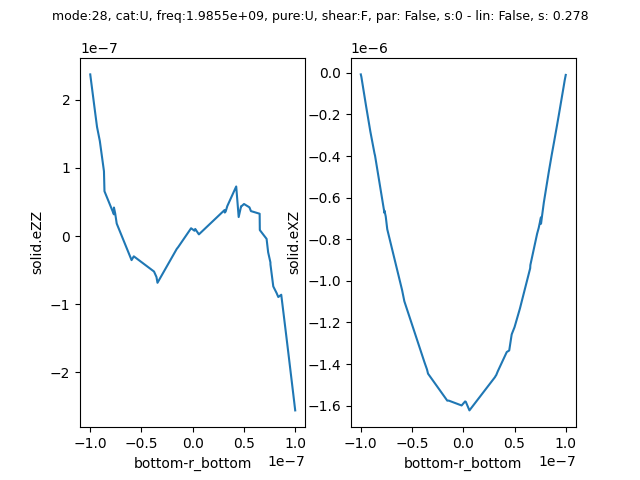 mode:28, cat:U, freq:1.9855e+09, pure:U, shear:F, par: False, s:0 - lin: False, s: 0.278
1e−7
2
1
0
−1
−2
solid.eZZ
−1.0 −0.5 0.0 0.5 1.0
bottom-r_bottom 1e−7
1e−6
0.0
−0.2
−0.4
−0.6
−0.8
−1.0
−1.2
−1.4
−1.6
solid.eXZ
−1.0 −0.5 0.0 0.5 1.0
bottom-r_bottom 1e−7